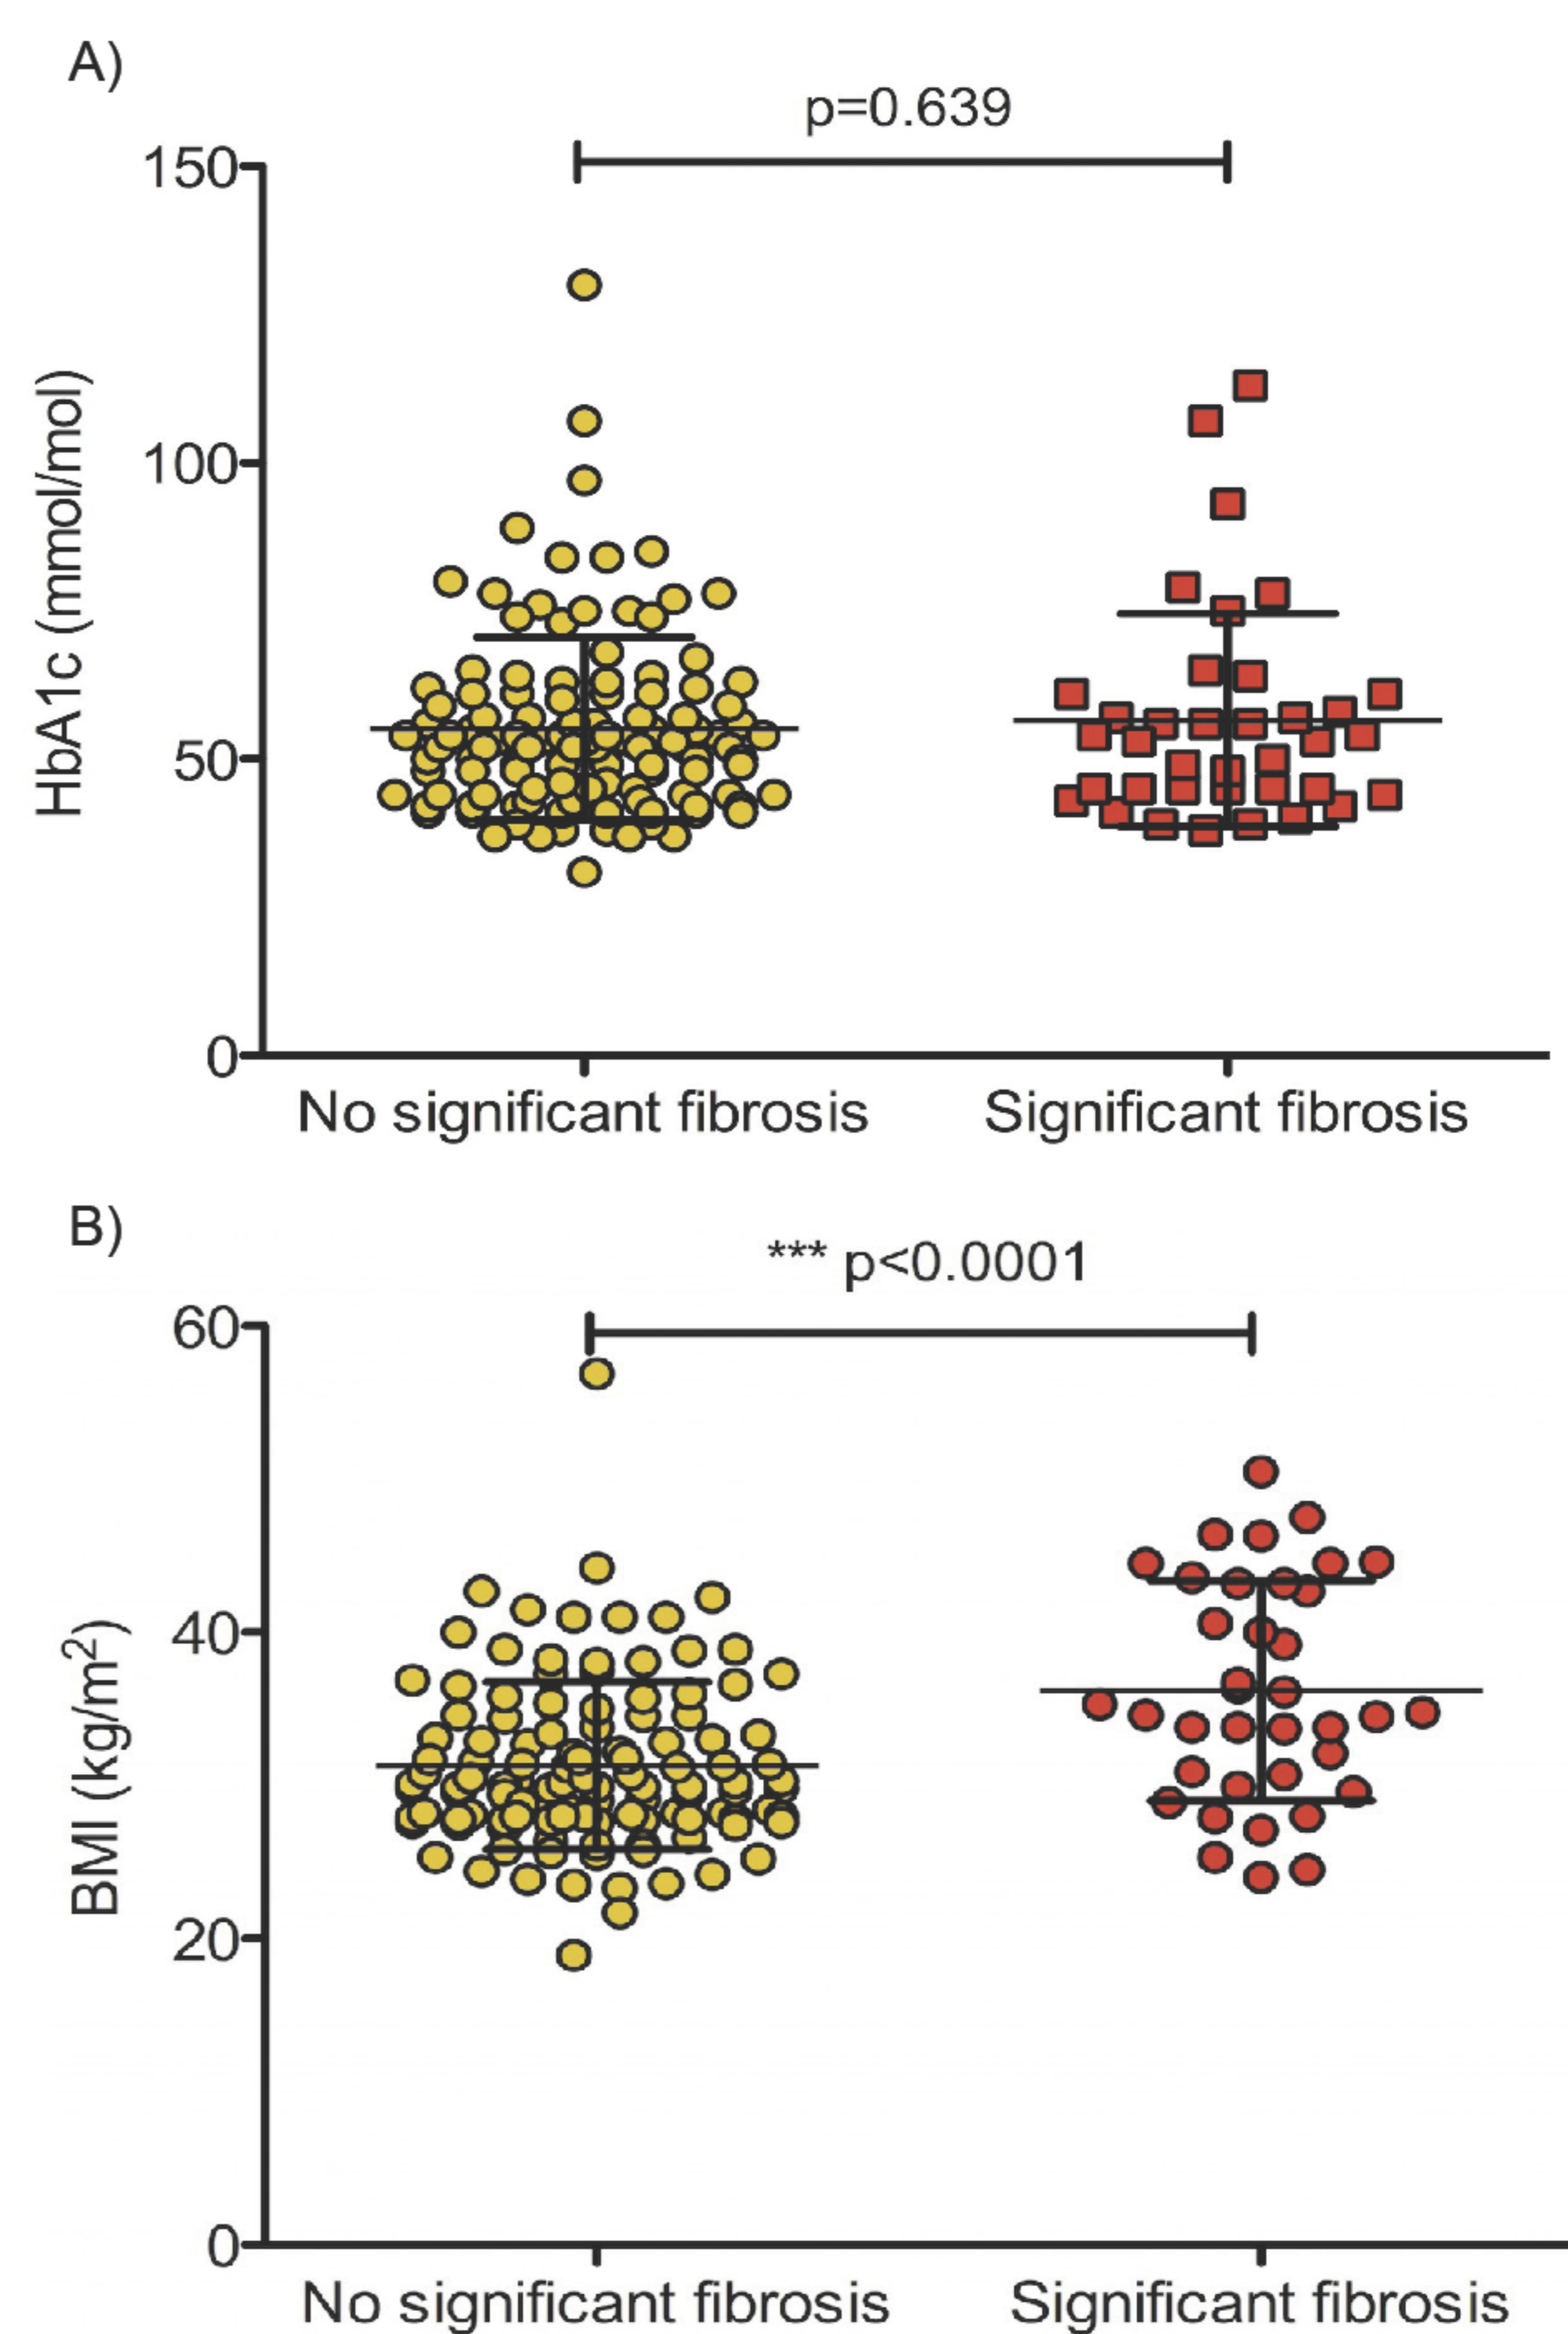 A)
p=0.639
150
100
50
0
HbA1c (mmol/mol)
No significant fibrosis
Significant fibrosis
B)
*** p<0.0001
60
40
20
0
BMI (kg/m²)
No significant fibrosis
Significant fibrosis